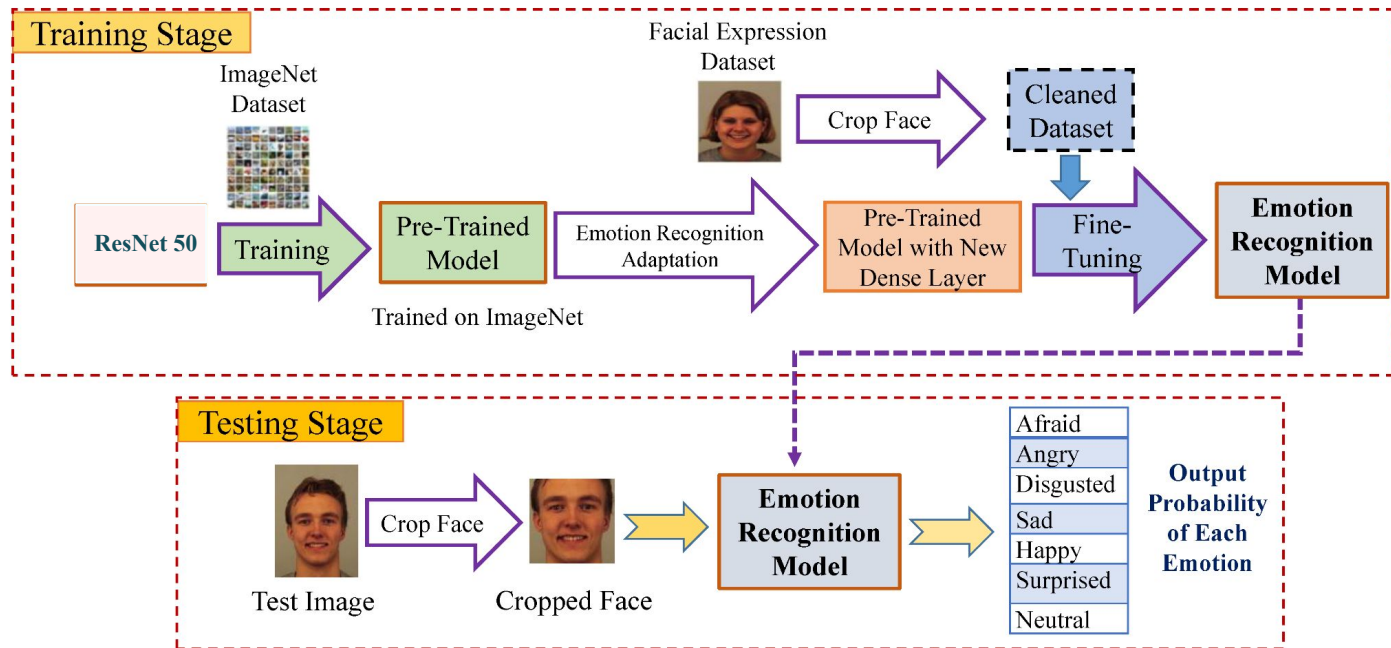 Training Stage
ImageNet
Dataset
Facial Expression
Dataset
Crop Face
Cleaned
Dataset
ResNet 50
Training
Pre-Trained
Model
Trained on ImageNet
Emotion Recognition
Adaptation
Pre-Trained
Model with New
Dense Layer
Fine-
Tuning
Emotion
Recognition
Model
Testing Stage
Test Image
Crop Face
Cropped Face
Emotion
Recognition
Model
Afraid
Angry
Disgusted
Sad
Happy
Surprised
Neutral
Output
Probability
of Each
Emotion